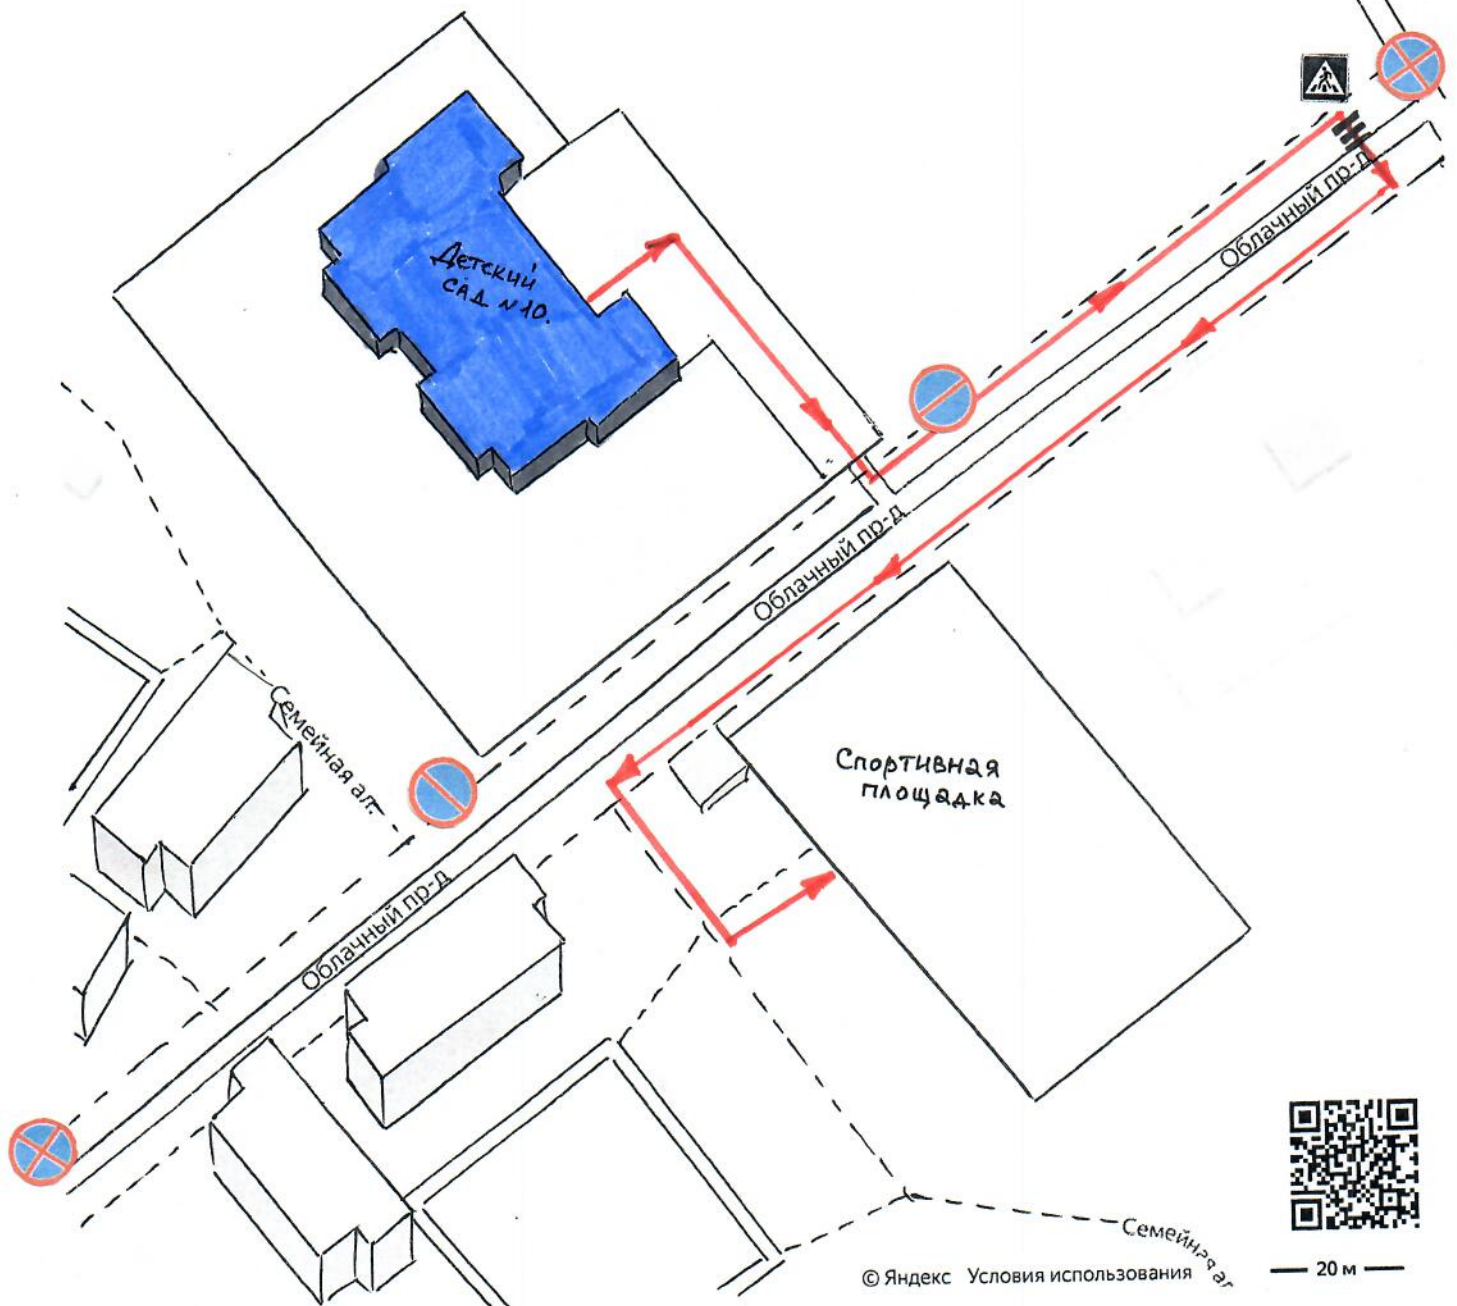 Облачный пр-д
Детский
САД №10.
Облачный пр-д
Семейная ал.
Спортивная
площадка
Облачный пр-д
Семейная ал
© Яндекс Условия использования
20 м